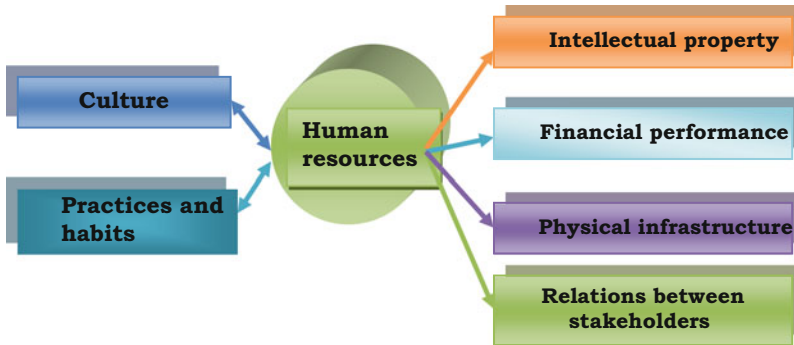 Culture
Practices and
habits
Human
resources
Intellectual property
Financial performance
Physical infrastructure
Relations between
stakeholders